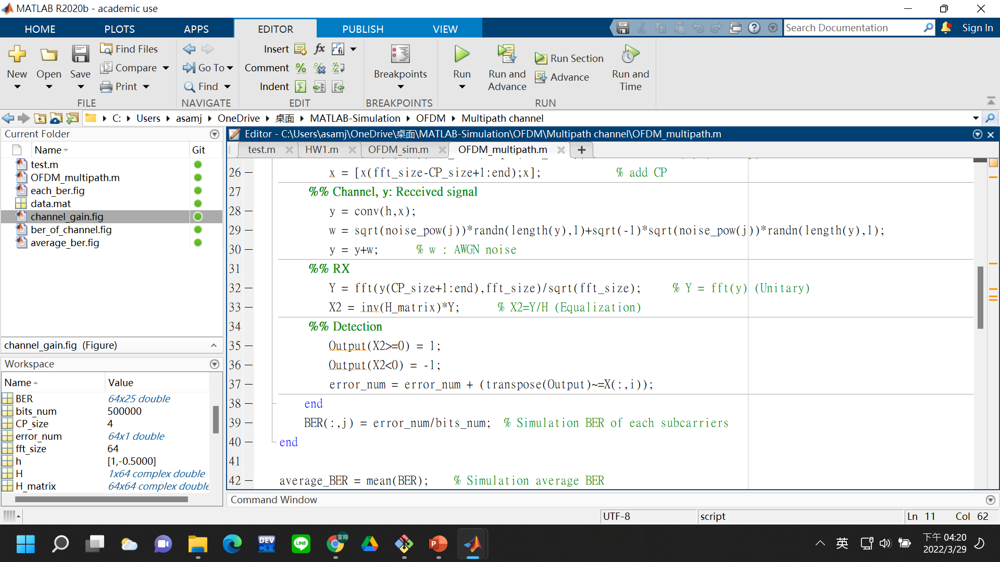 MATLAB R2020b - academic use
HOME PLOTS APPS EDITOR PUBLISH VIEW
Search Documentation
Sign In
New
Open
Save
Find Files
Compare
Print
FILE
Go To
Find
NAVIGATE
Insert
fx
Comment
Indent
EDIT
Breakpoints
BREAKPOINTS
Run
Run and Advance
Run Section
Advance
Run and Time
RUN
C: Users asamj OneDrive 桌面 MATLAB-Simulation OFDM Multipath channel
Current Folder
Name Git
test.m
OFDM_multipath.m
each_ber.fig
data.mat
channel_gain.fig
ber_of_channel.fig
average_ber.fig
channel_gain.fig (Figure)
Workspace
Name Value
BER 64x25 double
bits_num 500000
CP_size 4
error_num 64x1 double
fft_size 64
h [1,-0.5000]
H 1x64 complex double
H_matrix 64x64 complex double
Editor - C:\Users\asamj\OneDrive\桌面\MATLAB-Simulation\OFDM\Multipath channel\OFDM_multipath.m
test.m HW1.m OFDM_sim.m OFDM_multipath.m
26 x = [x(fft_size-CP_size+1:end);x]; % add CP
27 %% Channel, y: Received signal
28 y = conv(h,x);
29 w = sqrt(noise_pow(j))*randn(length(y),1)+sqrt(-1)*sqrt(noise_pow(j))*randn(length(y),1);
30 y = y+w; % w : AWGN noise
31 %% RX
32 Y = fft(y(CP_size+1:end),fft_size)/sqrt(fft_size); % Y = fft(y) (Unitary)
33 X2 = inv(H_matrix)*Y; % X2=Y/H (Equalization)
34 %% Detection
35 Output(X2>=0) = 1;
36 Output(X2<0) = -1;
37 error_num = error_num + (transpose(Output)~=X(:,i));
38 end
39 BER(:,j) = error_num/bits_num; % Simulation BER of each subcarriers
40 end
41
42 average_BER = mean(BER); % Simulation average BER
Command Window
UTF-8 script Ln 11 Col 62
DEV C++
LINE
英
下午 04:20
2022/3/29